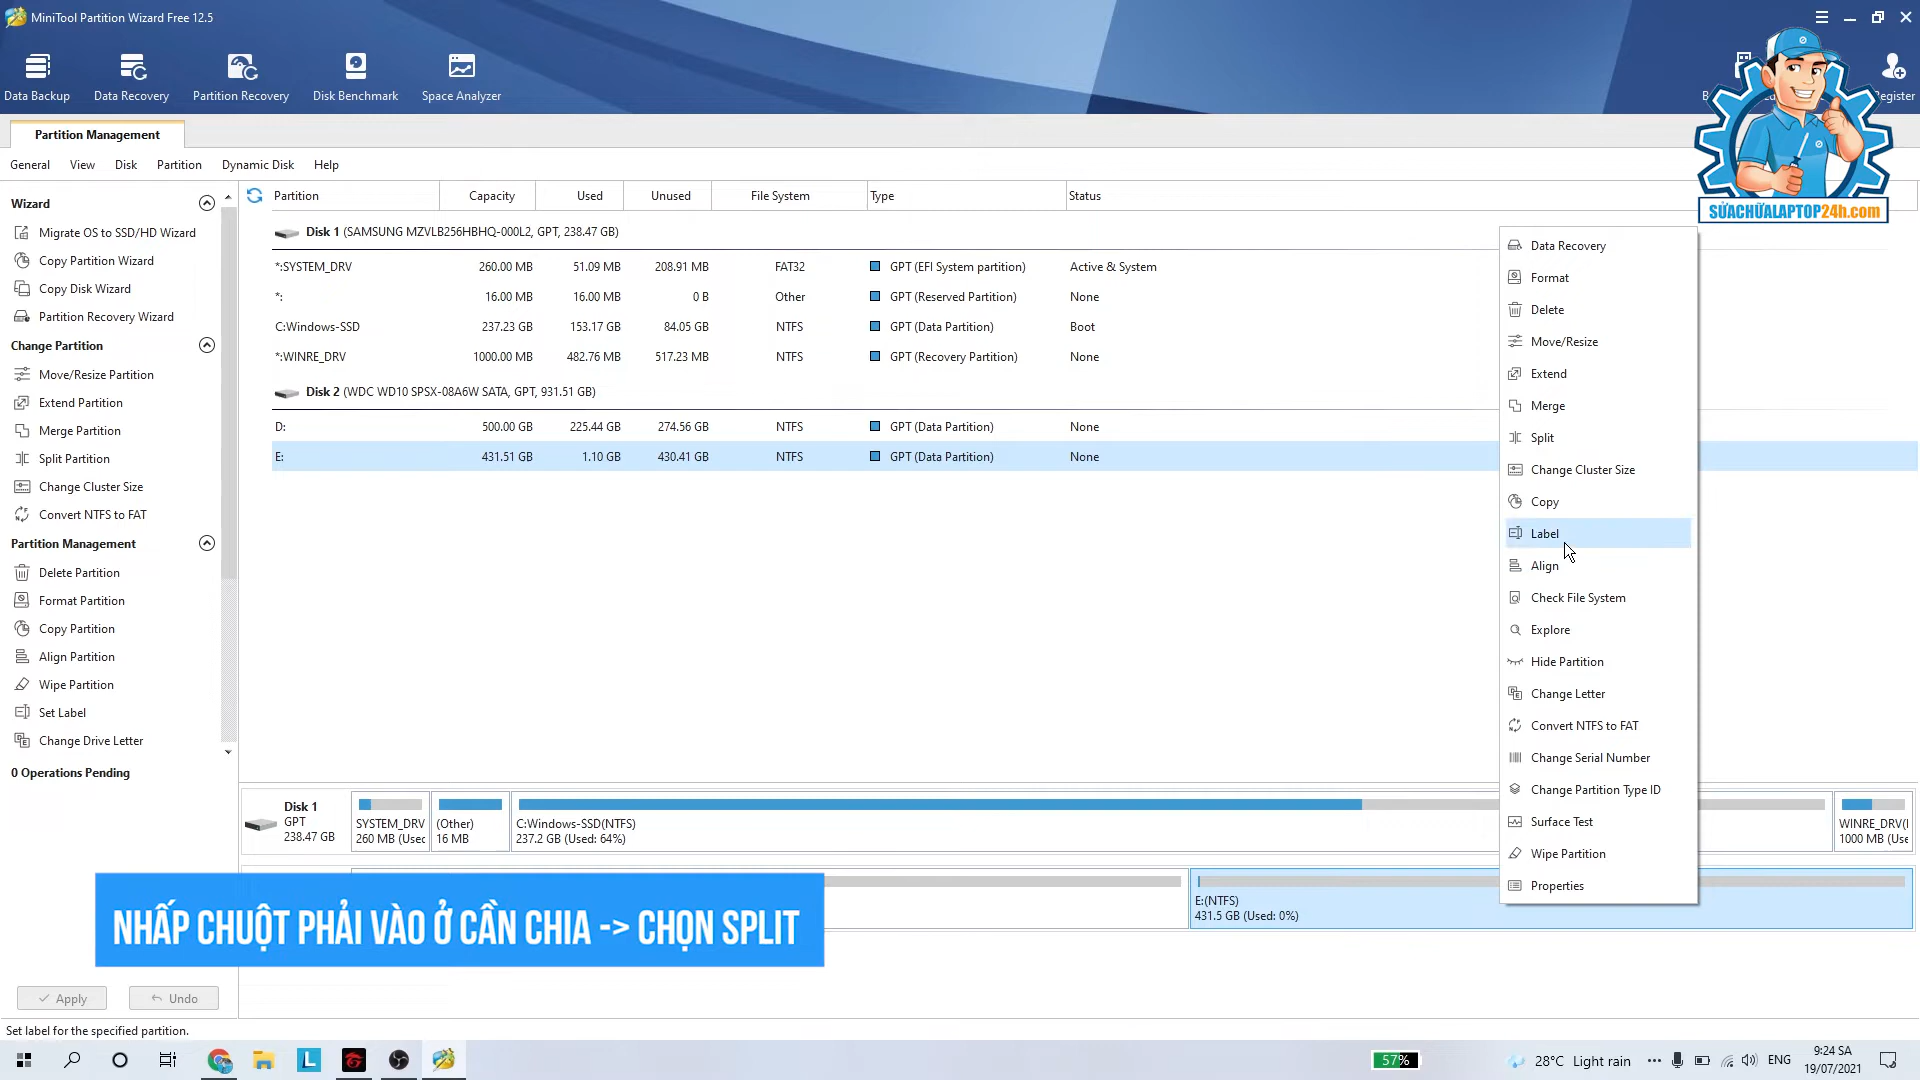 MiniTool Partition Wizard Free 12.5
Data Backup
Data Recovery
Partition Recovery
Disk Benchmark
Space Analyzer
Register
SỬACHỮALAPTOP24h.com
Partition Management
General View Disk Partition Dynamic Disk Help
Wizard
Migrate OS to SSD/HD Wizard
Copy Partition Wizard
Copy Disk Wizard
Partition Recovery Wizard
Change Partition
Move/Resize Partition
Extend Partition
Merge Partition
Split Partition
Change Cluster Size
Convert NTFS to FAT
Partition Management
Delete Partition
Format Partition
Copy Partition
Align Partition
Wipe Partition
Set Label
Change Drive Letter
0 Operations Pending
Apply
Undo
Partition Capacity Used Unused File System Type Status
Disk 1 (SAMSUNG MZVLB256HBHQ-000L2, GPT, 238.47 GB)
*:SYSTEM_DRV 260.00 MB 51.09 MB 208.91 MB FAT32 GPT (EFI System partition) Active & System
*: 16.00 MB 16.00 MB 0 B Other GPT (Reserved Partition) None
C:Windows-SSD 237.23 GB 153.17 GB 84.05 GB NTFS GPT (Data Partition) Boot
*:WINRE_DRV 1000.00 MB 482.76 MB 517.23 MB NTFS GPT (Recovery Partition) None
Disk 2 (WDC WD10 SPSX-08A6W SATA, GPT, 931.51 GB)
D: 500.00 GB 225.44 GB 274.56 GB NTFS GPT (Data Partition) None
E: 431.51 GB 1.10 GB 430.41 GB NTFS GPT (Data Partition) None
Data Recovery
Format
Delete
Move/Resize
Extend
Merge
Split
Change Cluster Size
Copy
Label
Align
Check File System
Explore
Hide Partition
Change Letter
Convert NTFS to FAT
Change Serial Number
Change Partition Type ID
Surface Test
Wipe Partition
Properties
Disk 1
GPT
238.47 GB
SYSTEM_DRV
260 MB (Used
(Other)
16 MB
C:Windows-SSD(NTFS)
237.2 GB (Used: 64%)
WINRE_DRV(
1000 MB (Use
E:(NTFS)
431.5 GB (Used: 0%)
NHẤP CHUỘT PHẢI VÀO Ở CẦN CHIA -> CHỌN SPLIT
Set label for the specified partition.
57%
28°C Light rain
ENG
9:24 SA
19/07/2021